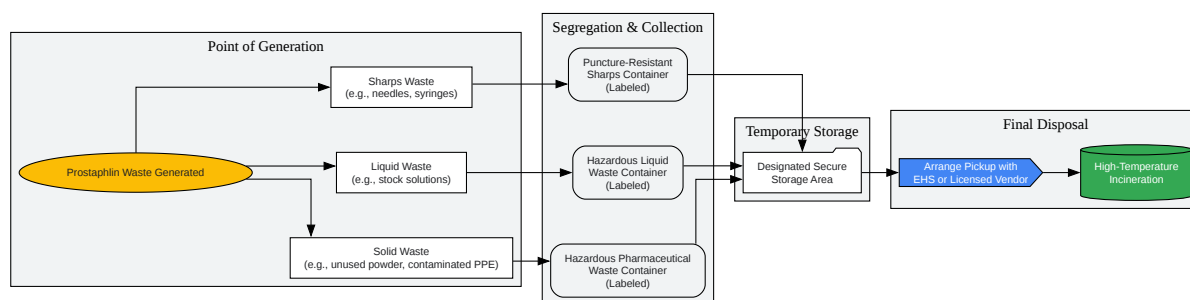 Point of Generation
Prostaphlin Waste Generated
Sharps Waste
(e.g., needles, syringes)
Liquid Waste
(e.g., stock solutions)
Solid Waste
(e.g., unused powder, contaminated PPE)
Segregation & Collection
Puncture-Resistant
Sharps Container
(Labeled)
Hazardous Liquid
Waste Container
(Labeled)
Hazardous Pharmaceutical
Waste Container
(Labeled)
Temporary Storage
Designated Secure
Storage Area
Final Disposal
Arrange Pickup with
EHS or Licensed Vendor
High-Temperature
Incineration